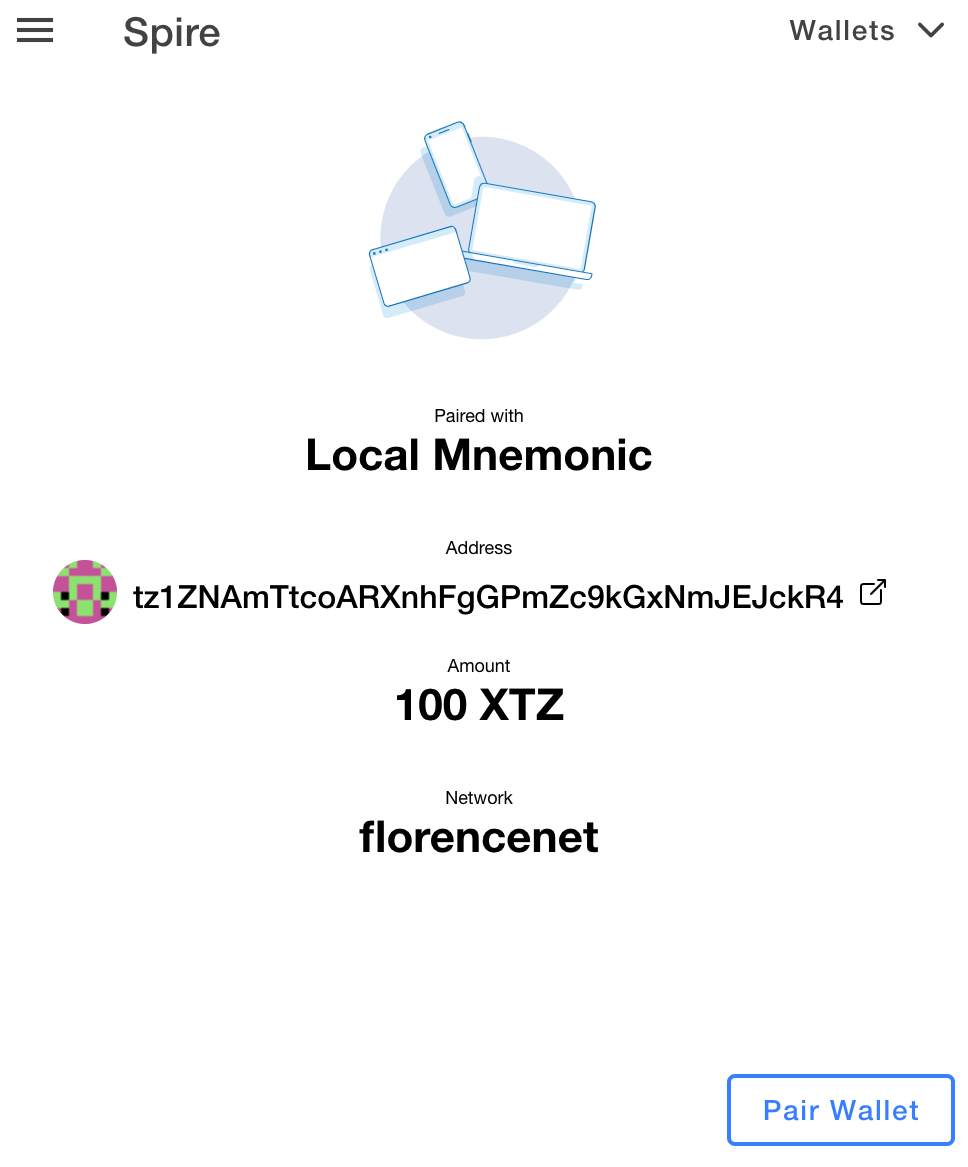 Spire
Wallets
Paired with
Local Mnemonic
Address
tz1ZNAmTtcoARXnhFgGPmZc9kGxNmJEJckR4
Amount
100 XTZ
Network
florencenet
Pair Wallet